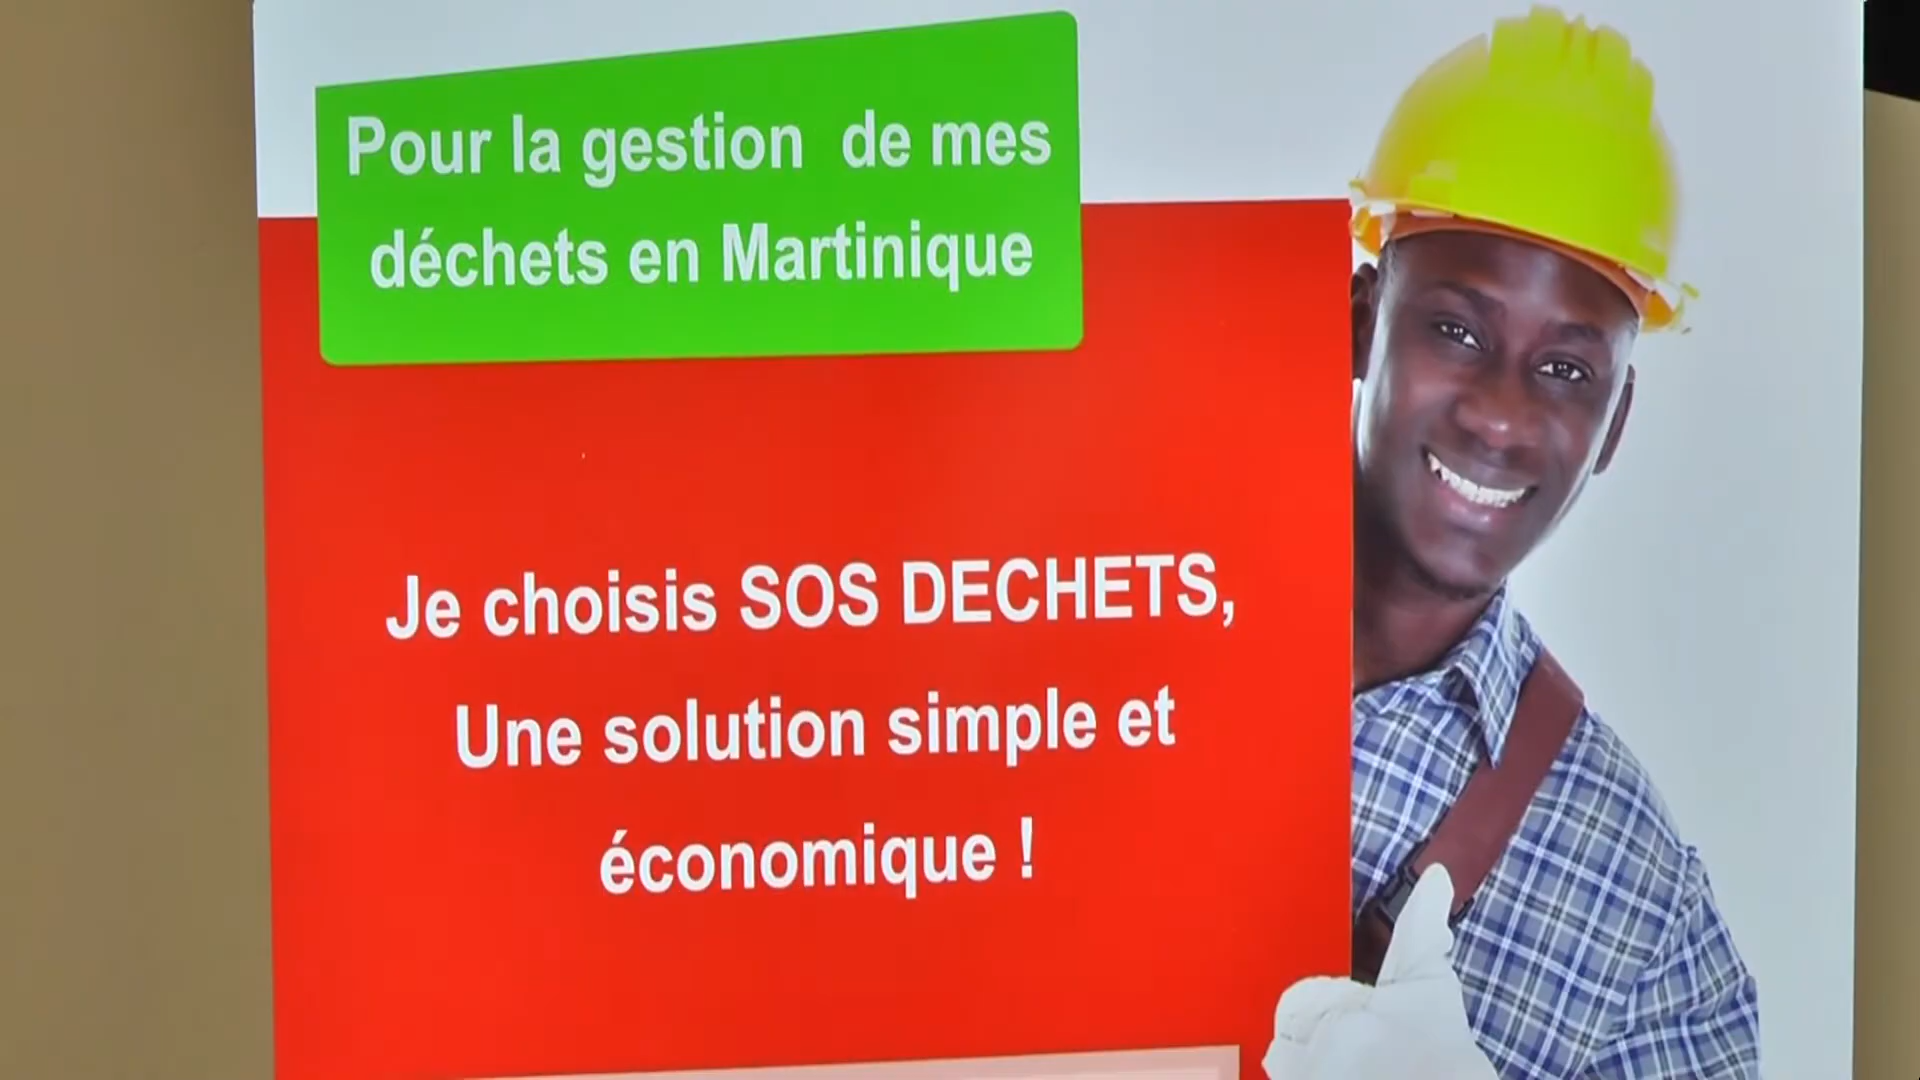 Pour la gestion de mes
déchets en Martinique
Je choisis SOS DECHETS,
Une solution simple et
économique !